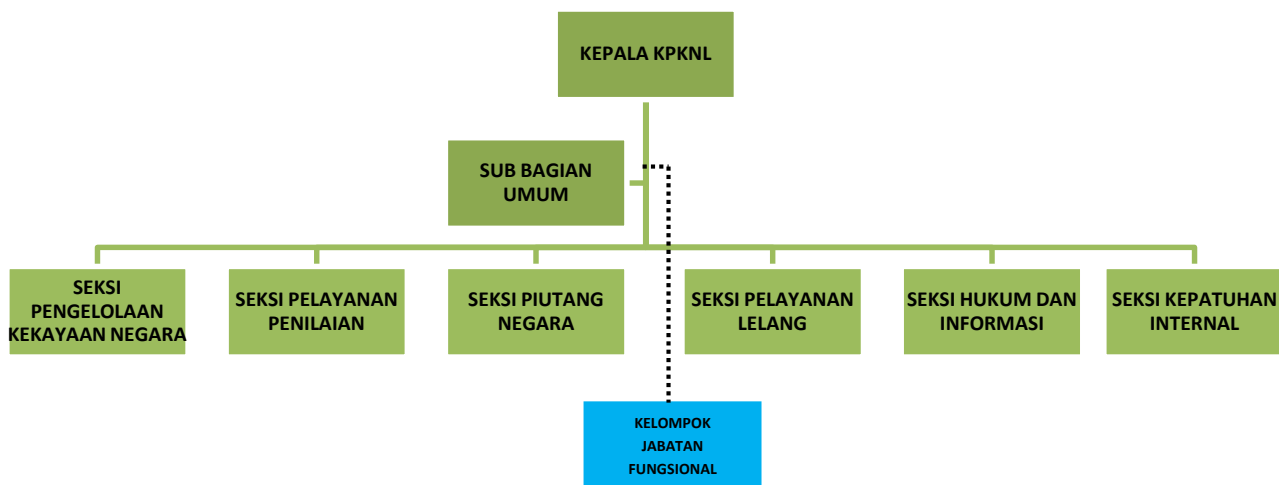 KEPALA KPKNL
SUB BAGIAN
UMUM
SEKSI
PENGELOLAAN
KEKAYAAN NEGARA
SEKSI PELAYANAN
PENILAIAN
SEKSI PIUTANG
NEGARA
SEKSI PELAYANAN
LELANG
SEKSI HUKUM DAN
INFORMASI
SEKSI KEPATUHAN
INTERNAL
KELOMPOK
JABATAN
FUNGSIONAL